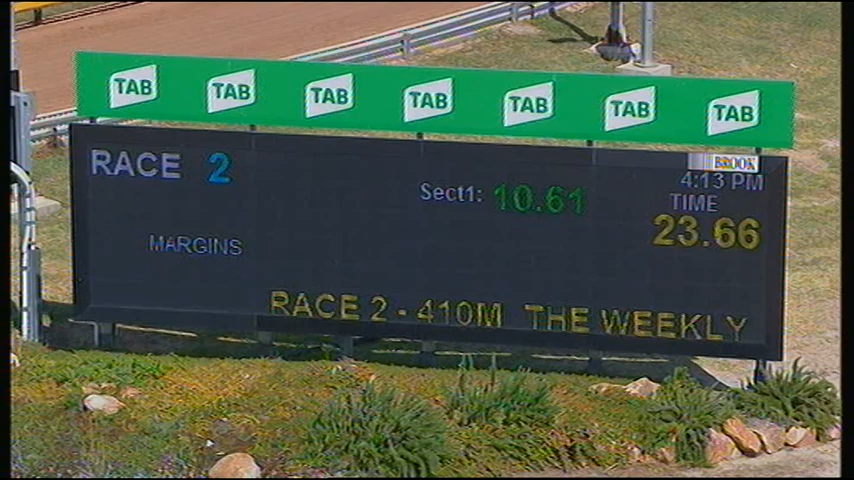 TAB TAB TAB TAB TAB TAB TAB
BROOK
RACE 2
4:13 PM
Sect1: 10.61
TIME
23.66
MARGINS
RACE 2 - 410M THE WEEKLY